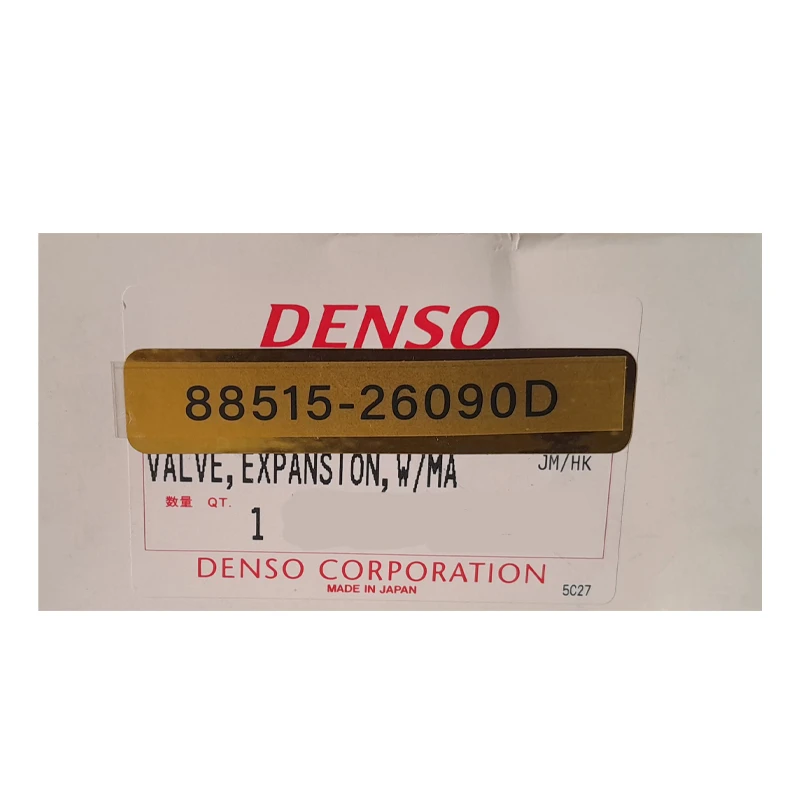 DENSO
88515-26090D
VALVE, EXPANSION, W/MA JM/HK
数量 QT.
1
DENSO CORPORATION
MADE IN JAPAN
5C27